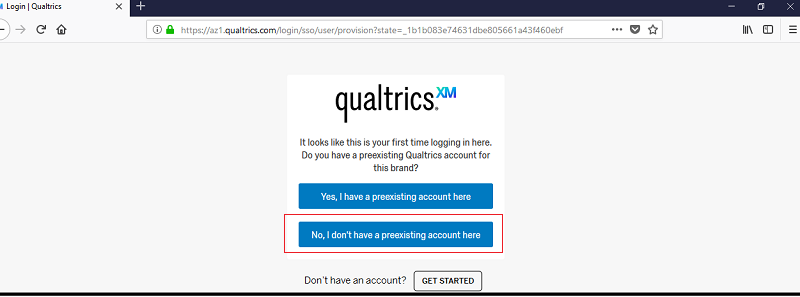 Login | Qualtrics
https://az1.qualtrics.com/login/sso/user/provision?state=_1b1b083e74631dbe805661a43f460ebf
qualtrics.XM
It looks like this is your first time logging in here.
Do you have a preexisting Qualtrics account for
this brand?
Yes, I have a preexisting account here
No, I don't have a preexisting account here
Don't have an account? GET STARTED